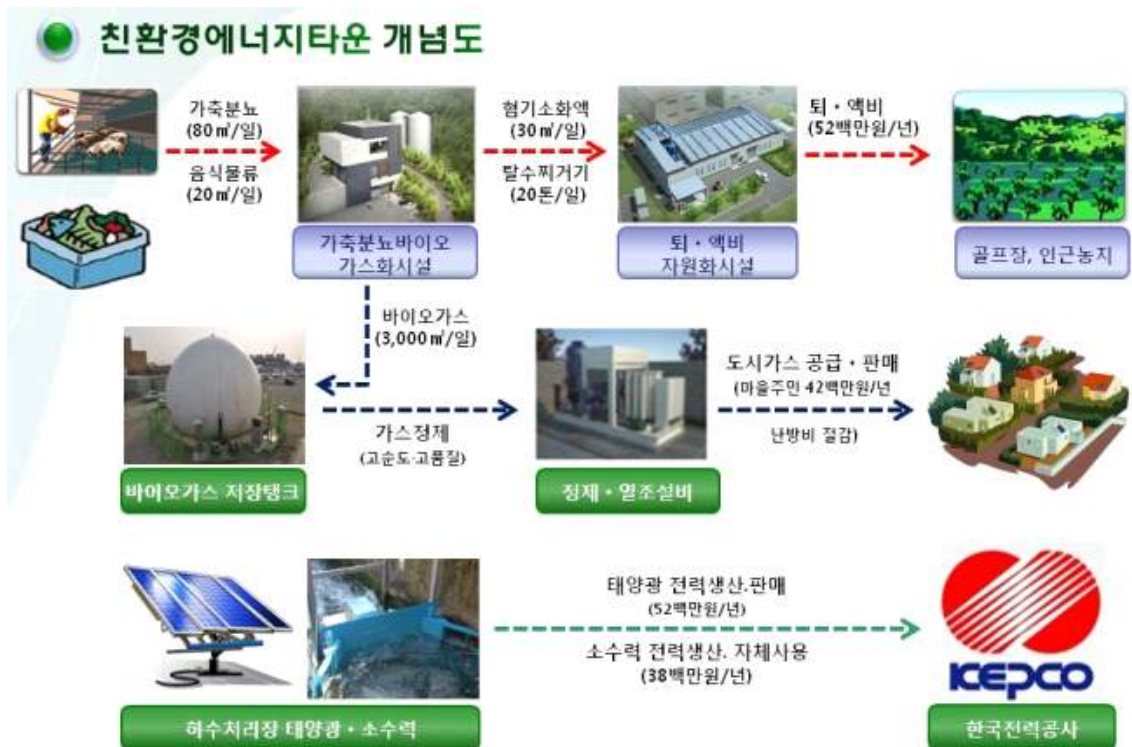 친환경에너지타운 개념도
가축분뇨
(80㎥/일)
음식물류
(20㎥/일)
혐기소화액
(30㎥/일)
탈수찌거기
(20톤/일)
퇴・액비
(52백만원/년)
가축분뇨바이오
가스화시설
퇴・액비
자원화시설
골프장, 인근농지
바이오가스
(3,000㎥/일)
가스정제
(고순도·고품질)
도시가스 공급・판매
(마을주민 42백만원/년
난방비 절감)
바이오가스 저장탱크
정제・열조설비
태양광 전력생산.판매
(52백만원/년)
소수력 전력생산. 자체사용
(38백만원/년)
KEPCO
하수처리장 태양광・소수력
한국전력공사